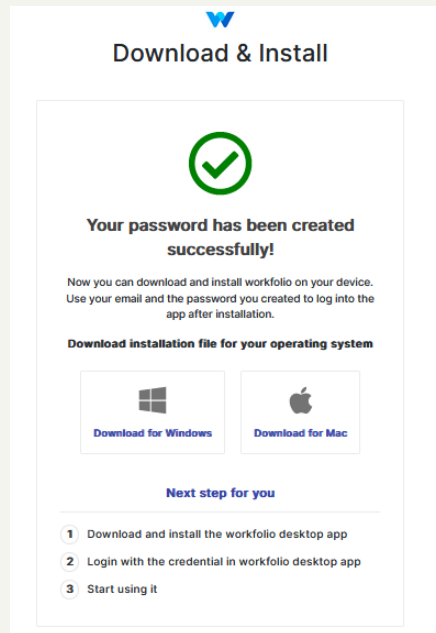 Download & Install
Your password has been created
successfully!
Now you can download and install workfolio on your device.
Use your email and the password you created to log into the
app after installation.
Download installation file for your operating system
Download for Windows
Download for Mac
Next step for you
1 Download and install the workfolio desktop app
2 Login with the credential in workfolio desktop app
3 Start using it